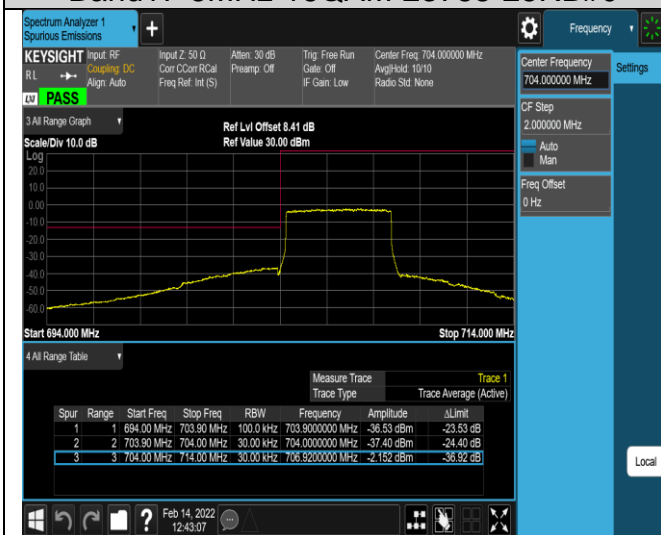 Spectrum Analyzer 1
Spurious Emissions
Frequency
KEYSIGHT Input: RF Input Z: 50 Ω Atten: 30 dB Trig: Free Run Center Freq: 704.000000 MHz
RL Coupling: DC Corr CCorr RCal Preamp: Off Gate: Off Avg|Hold: 10/10
Align: Auto Freq Ref: Int (S) IF Gain: Low Radio Std: None
LXI PASS
Center Frequency
704.000000 MHz
Settings
CF Step
2.000000 MHz
Auto
Man
Freq Offset
0 Hz
3 All Range Graph
Ref Lvl Offset 8.41 dB
Scale/Div 10.0 dB Ref Value 30.00 dBm
Log
20.0
10.0
0.00
-10.0
-20.0
-30.0
-40.0
-50.0
-60.0
Start 694.000 MHz Stop 714.000 MHz
4 All Range Table
Measure Trace Trace 1
Trace Type Trace Average (Active)
Spur Range Start Freq Stop Freq RBW Frequency Amplitude ΔLimit
1 1 694.00 MHz 703.90 MHz 100.0 kHz 703.9000000 MHz -36.53 dBm -23.53 dB
2 2 703.90 MHz 704.00 MHz 30.00 kHz 704.0000000 MHz -37.40 dBm -24.40 dB
3 3 704.00 MHz 714.00 MHz 30.00 kHz 706.9200000 MHz -2.152 dBm -36.92 dB
Local
Feb 14, 2022
12:43:07